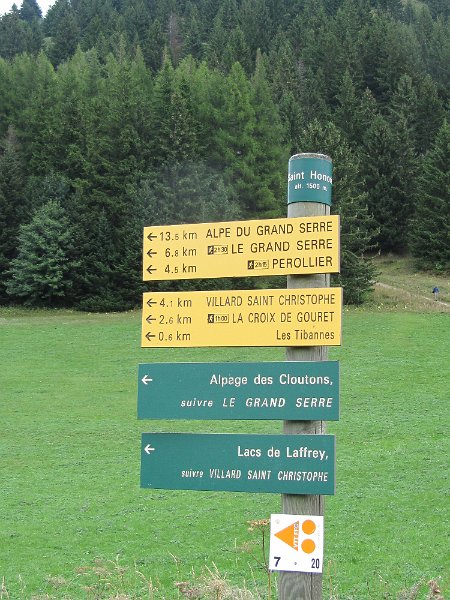 Saint Honoré
alt. 1500 m.
← 13.5 km ALPE DU GRAND SERRE
← 6.8 km 2h30 LE GRAND SERRE
← 4.5 km 2h15 PEROLLIER
← 4.1 km VILLARD SAINT CHRISTOPHE
← 2.6 km 1h00 LA CROIX DE GOURET
← 0.6 km Les Tibannes
← Alpage des Cloutons,
suivre LE GRAND SERRE
← Lacs de Laffrey,
suivre VILLARD SAINT CHRISTOPHE
7 20